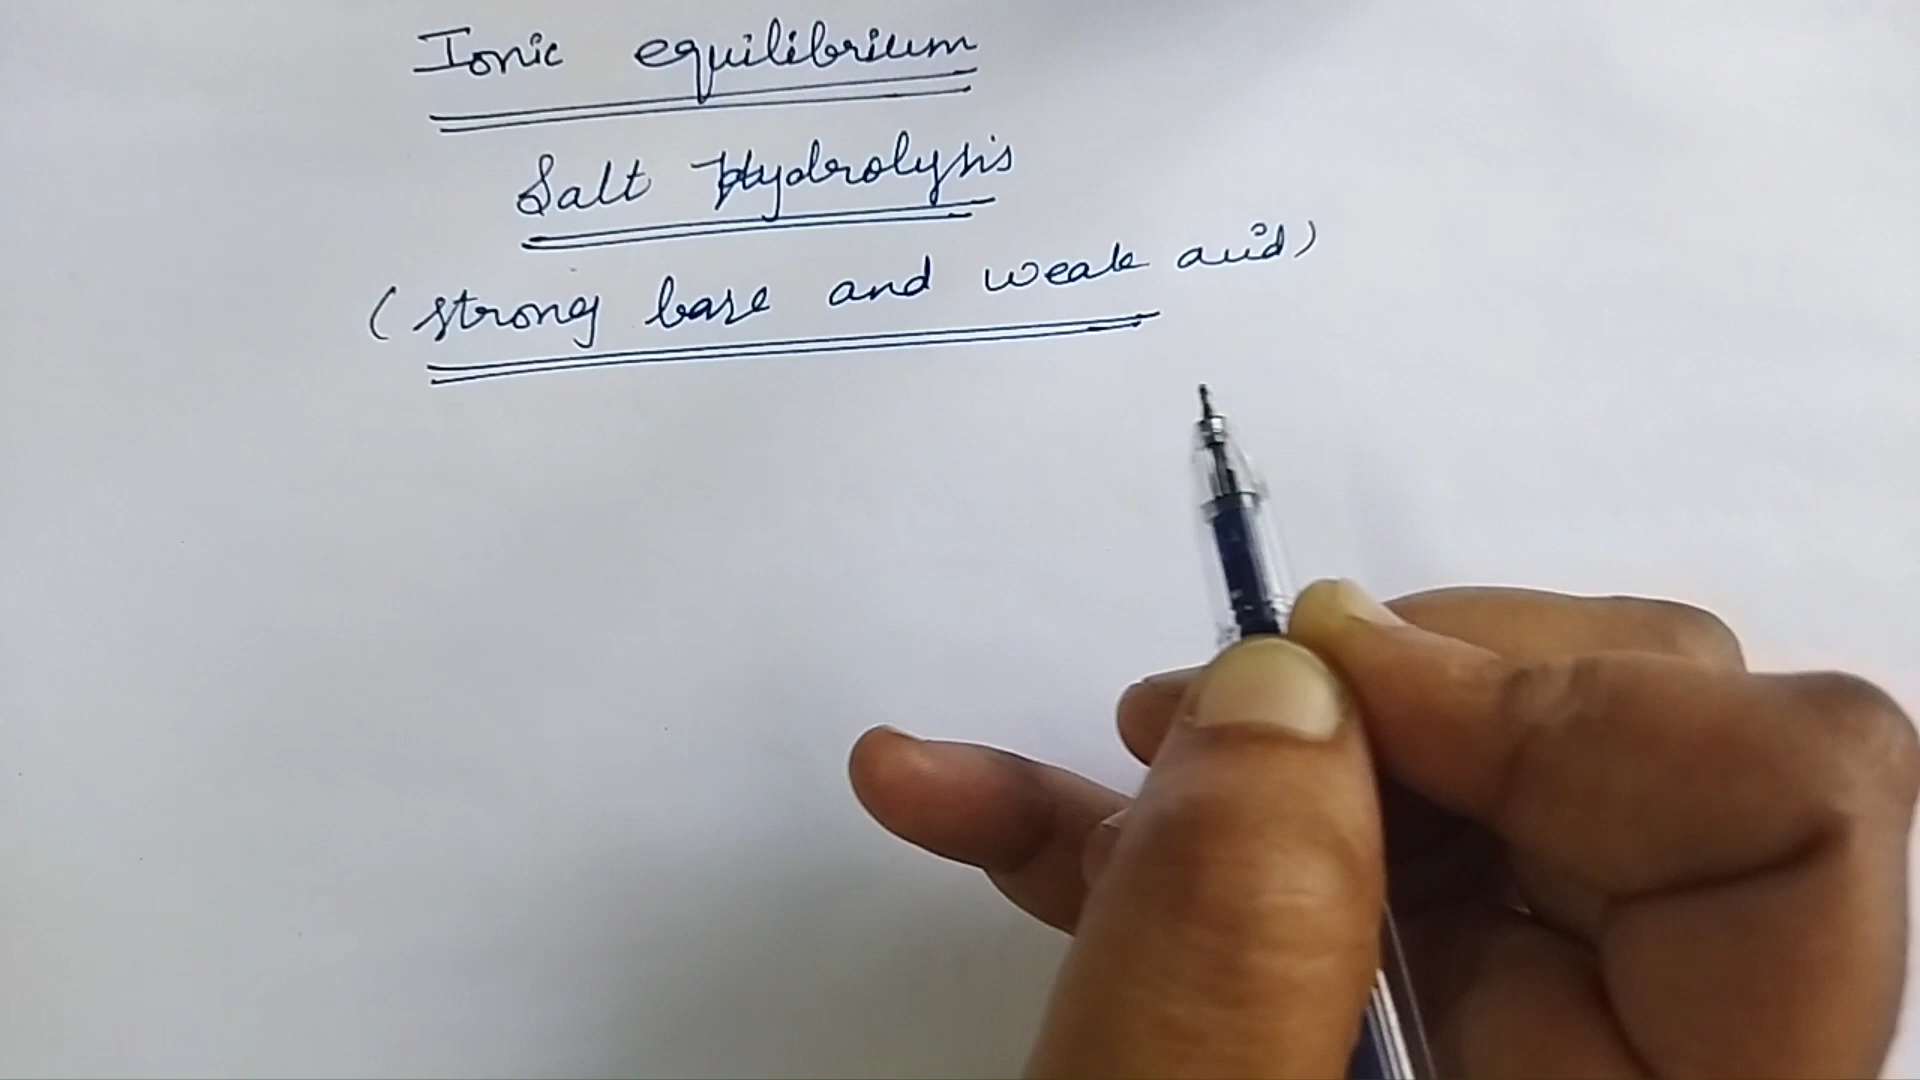 Ionic equilibrium
Salt Hydrolysis
(strong base and weak acid)